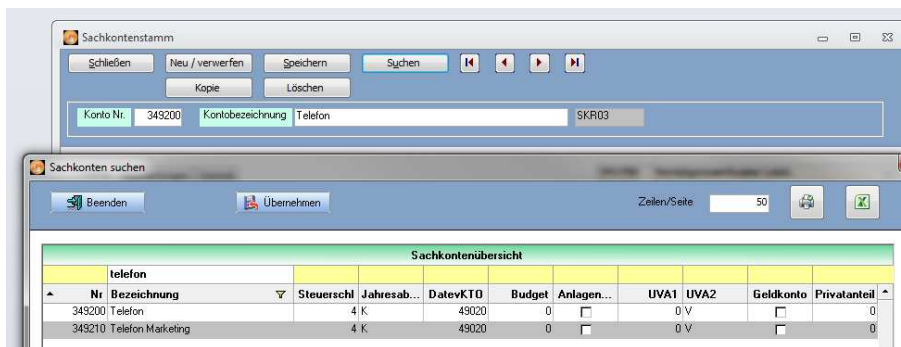 Sachkontenstamm
Schließen Neu / verwerfen Speichern Suchen
Kopie Löschen
Konto Nr. 349200 Kontobezeichnung Telefon SKR03
Sachkonten suchen
Beenden Übernehmen Zeilen/Seite 50
Sachkontenübersicht
telefon
Nr Bezeichnung Steuerschl Jahresab... DatevKTO Budget Anlagen... UVA1 UVA2 Geldkonto Privatanteil
349200 Telefon 4 K 49020 0 0 V 0
349210 Telefon Marketing 4 K 49020 0 0 V 0